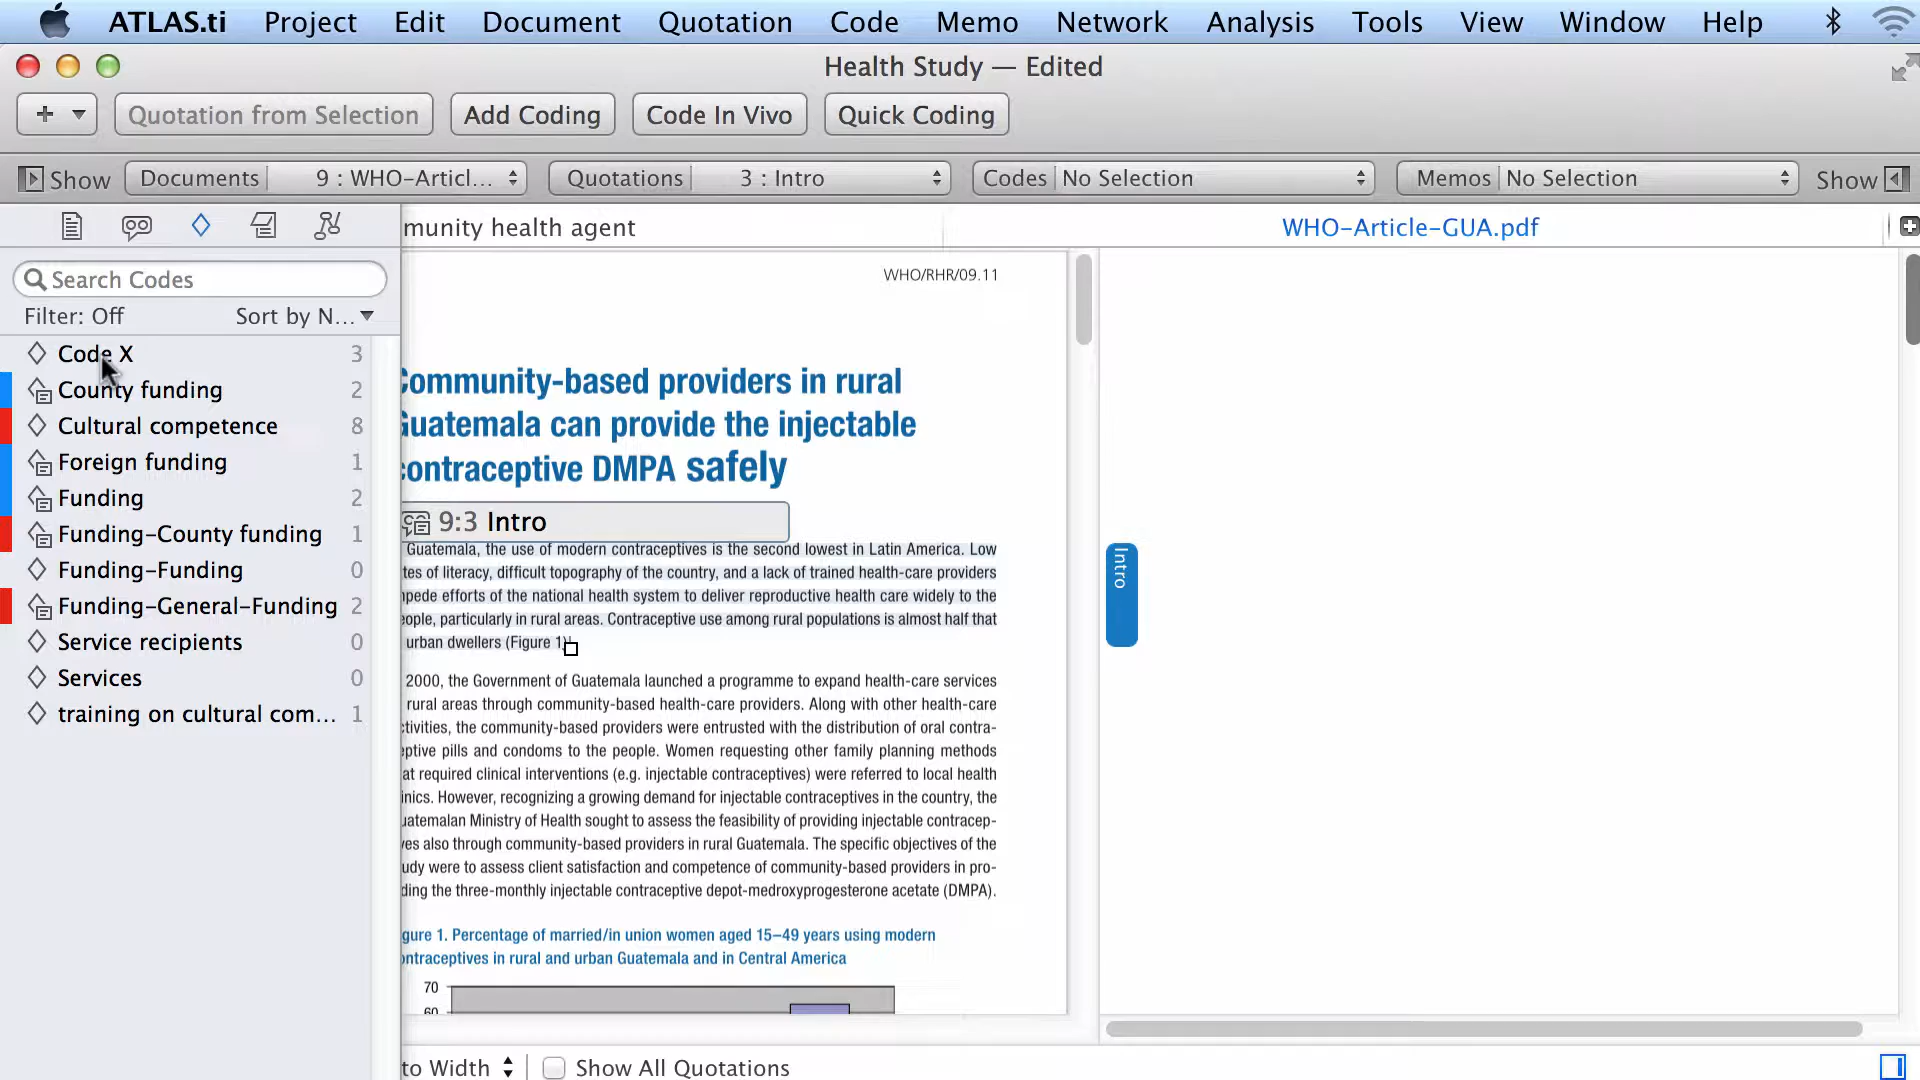 ATLAS.ti Project Edit Document Quotation Code Memo Network Analysis Tools View Window Help
Health Study — Edited
+ Quotation from Selection Add Coding Code In Vivo Quick Coding
Show Documents 9 : WHO-Articl... Quotations 3 : Intro Codes No Selection Memos No Selection Show
munity health agent WHO-Article-GUA.pdf
Search Codes
Filter: Off Sort by N...
Code X 3
County funding 2
Cultural competence 8
Foreign funding 1
Funding 2
Funding-County funding 1
Funding-Funding 0
Funding-General-Funding 2
Service recipients 0
Services 0
training on cultural com... 1
WHO/RHR/09.11
Community-based providers in rural
Guatemala can provide the injectable
contraceptive DMPA safely
9:3 Intro
Guatemala, the use of modern contraceptives is the second lowest in Latin America. Low
tes of literacy, difficult topography of the country, and a lack of trained health-care providers
npede efforts of the national health system to deliver reproductive health care widely to the
eople, particularly in rural areas. Contraceptive use among rural populations is almost half that
urban dwellers (Figure 1).
2000, the Government of Guatemala launched a programme to expand health-care services
rural areas through community-based health-care providers. Along with other health-care
ctivities, the community-based providers were entrusted with the distribution of oral contra-
eptive pills and condoms to the people. Women requesting other family planning methods
at required clinical interventions (e.g. injectable contraceptives) were referred to local health
inics. However, recognizing a growing demand for injectable contraceptives in the country, the
uatemalan Ministry of Health sought to assess the feasibility of providing injectable contracep-
ves also through community-based providers in rural Guatemala. The specific objectives of the
udy were to assess client satisfaction and competence of community-based providers in pro-
ding the three-monthly injectable contraceptive depot-medroxyprogesterone acetate (DMPA).
gure 1. Percentage of married/in union women aged 15–49 years using modern
ontraceptives in rural and urban Guatemala and in Central America
70
60
Intro
to Width Show All Quotations